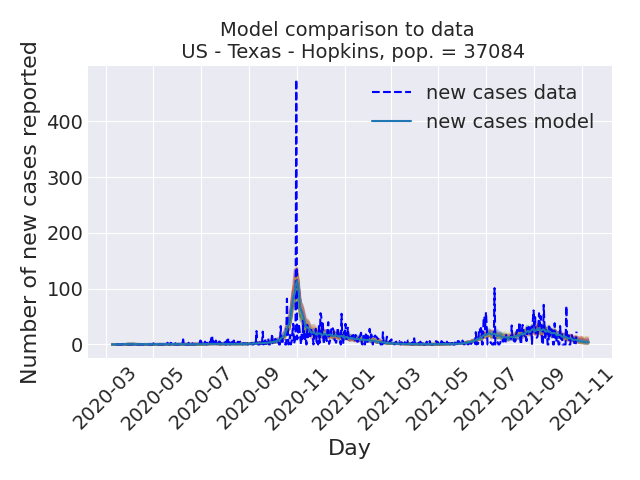 Model comparison to data
US - Texas - Hopkins, pop. = 37084
Number of new cases reported
400
300
200
100
0
new cases data
new cases model
2020-03
2020-05
2020-07
2020-09
2020-11
2021-01
2021-03
2021-05
2021-07
2021-09
2021-11
Day